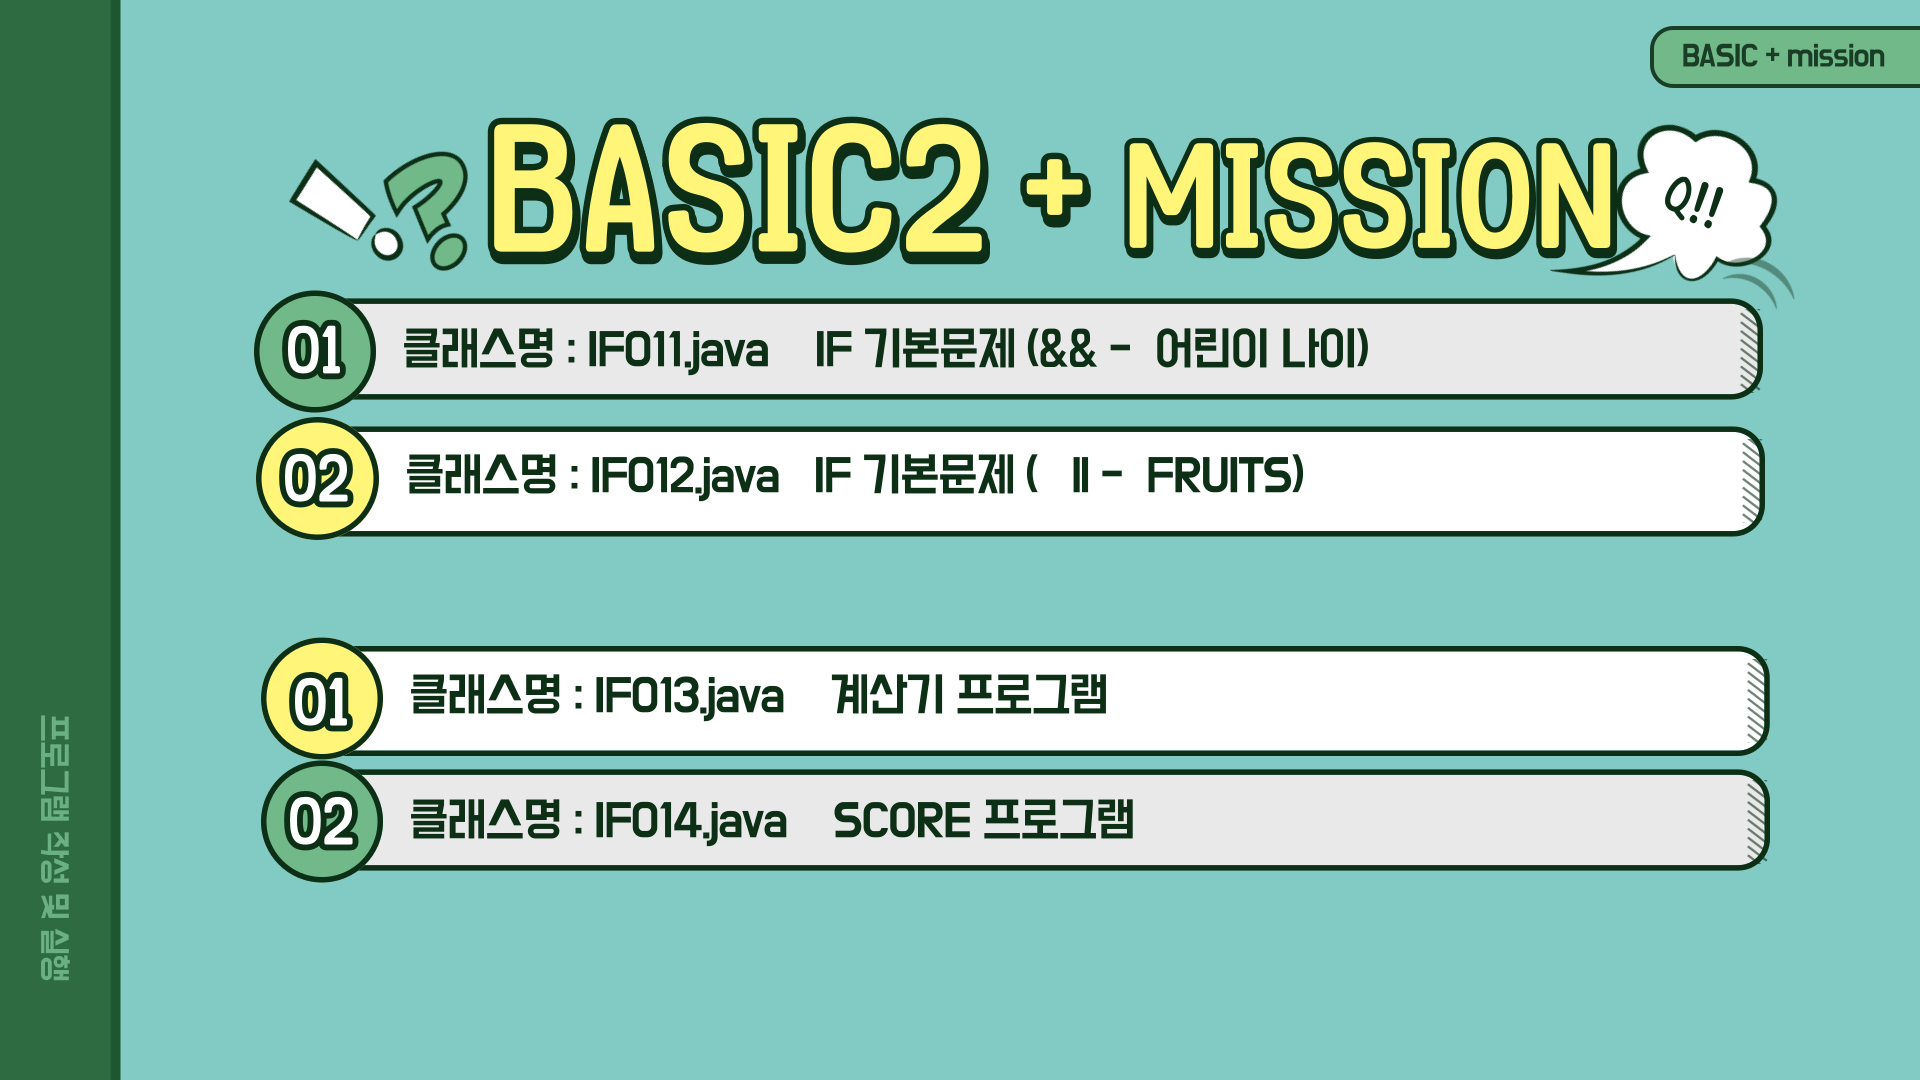 BASIC + mission
BASIC2 + MISSION
Q!!
01 클래스명 : IF011.java IF 기본문제 (&& - 어린이 나이)
02 클래스명 : IF012.java IF 기본문제 ( || - FRUITS)
01 클래스명 : IF013.java 계산기 프로그램
02 클래스명 : IF014.java SCORE 프로그램
프로그램 작성 및 실행